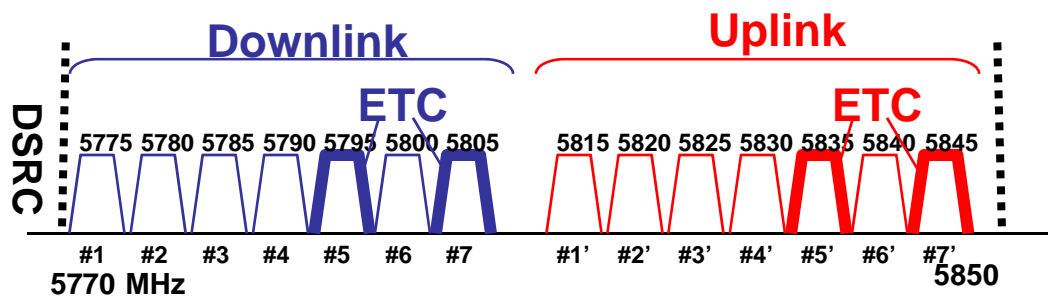 Downlink Uplink
ETC ETC
DSRC
5775 5780 5785 5790 5795 5800 5805 5815 5820 5825 5830 5835 5840 5845
#1 #2 #3 #4 #5 #6 #7 #1’ #2’ #3’ #4’ #5’ #6’ #7’
5770 MHz 5850